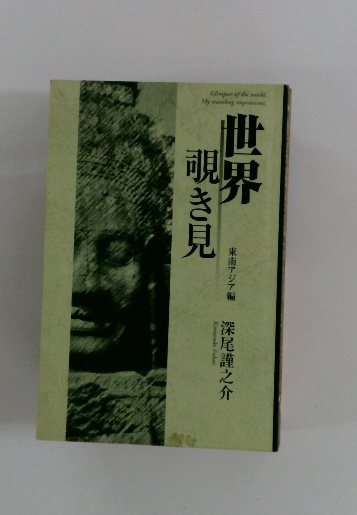 Glimpses of the world.
My traveling impressions
世界
覗き見
東南アジア編
深尾謹之介